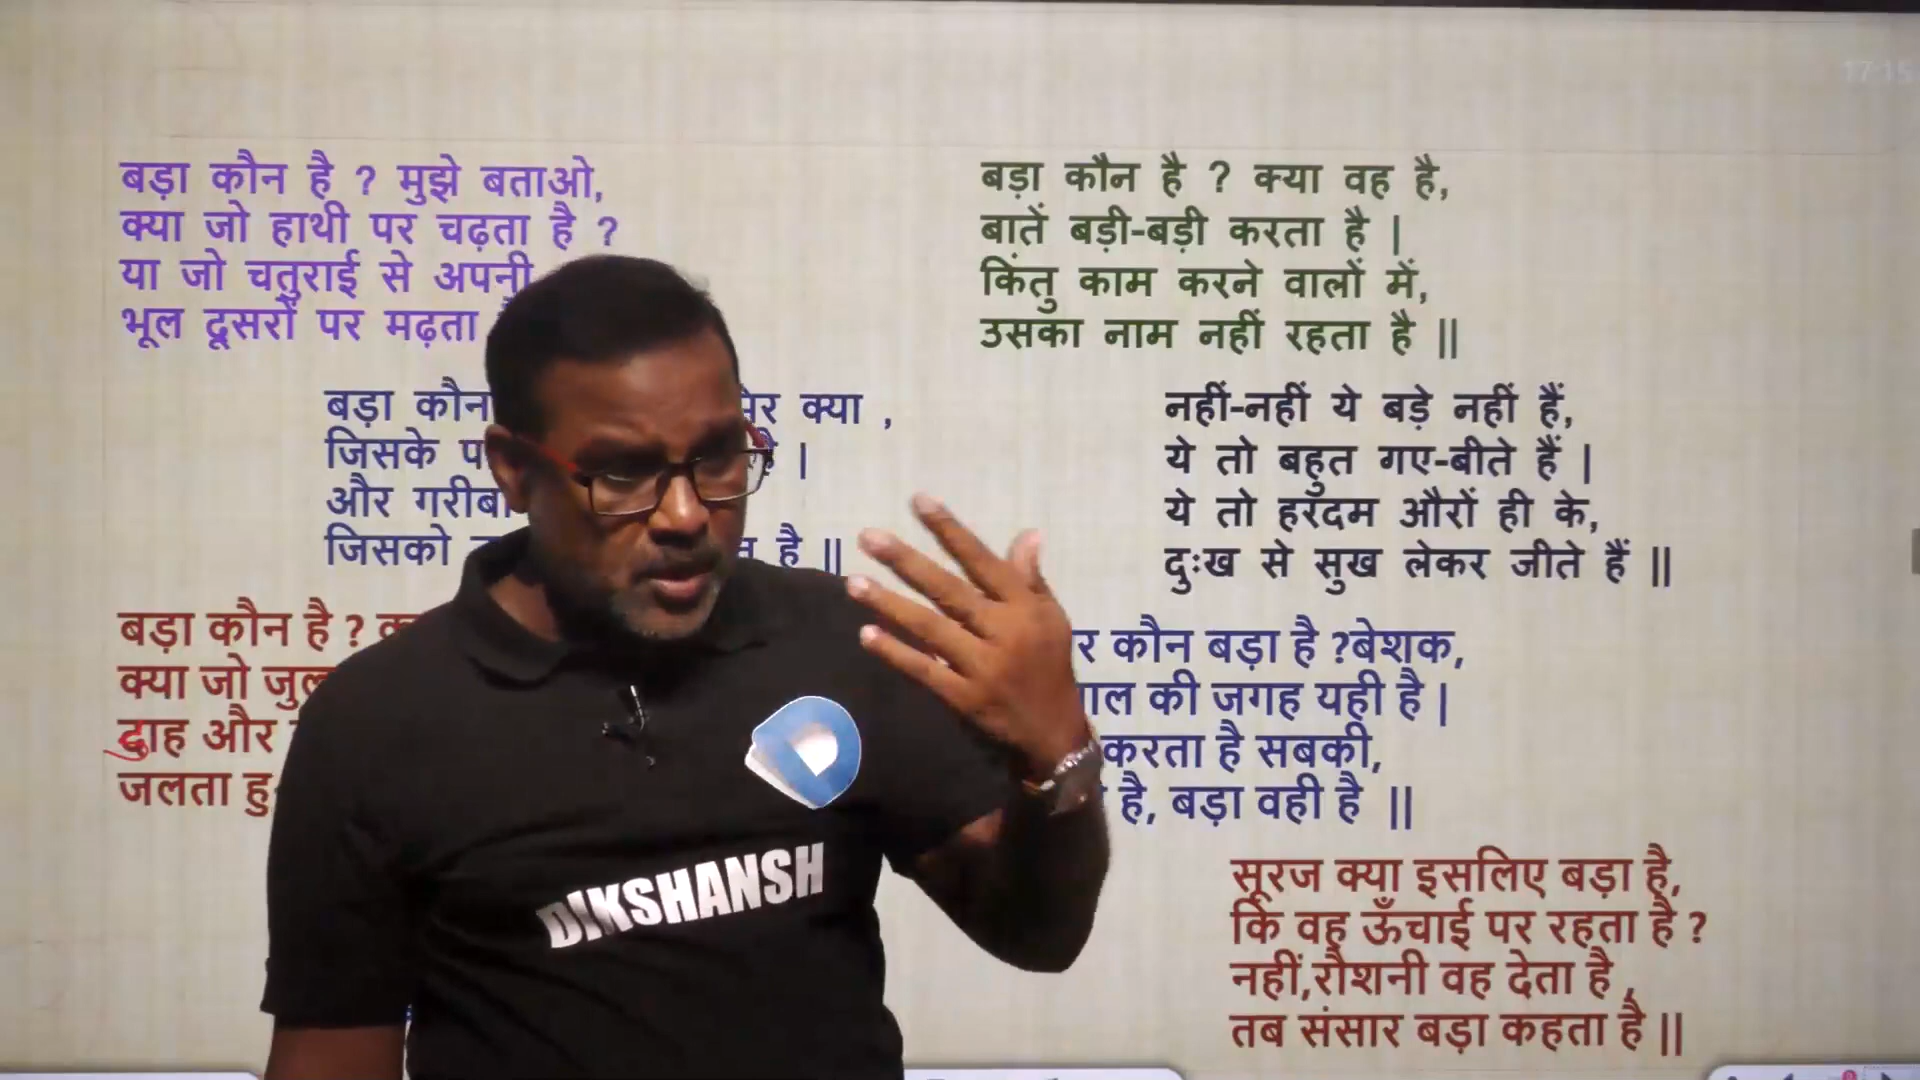 17:15
बड़ा कौन है ? मुझे बताओ,
क्या जो हाथी पर चढ़ता है ?
या जो चतुराई से अपनी
भूल दूसरों पर मढ़ता
बड़ा कौन क्या ,
जिसके है |
और
जिसको है ||
बड़ा कौन है ?
क्या जो
द्वाह और
जलता
बड़ा कौन है ? क्या वह है,
बातें बड़ी-बड़ी करता है |
किंतु काम करने वालों में,
उसका नाम नहीं रहता है ||
नहीं-नहीं ये बड़े नहीं हैं,
ये तो बहुत गए-बीते हैं |
ये तो हरदम औरों ही के,
दुःख से सुख लेकर जीते हैं ||
कौन बड़ा है ?बेशक,
की जगह यही है |
करता है सबकी,
है, बड़ा वही है ||
सूरज क्या इसलिए बड़ा है,
कि वह ऊँचाई पर रहता है ?
नहीं,रौशनी वह देता है ,
तब संसार बड़ा कहता है ||
DIKSHANSH